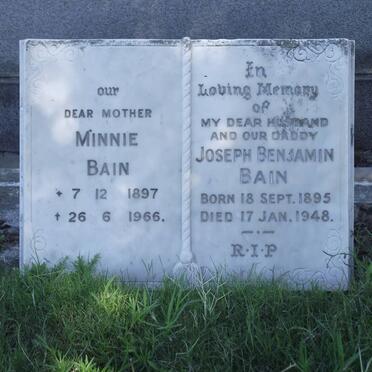 our
DEAR MOTHER
MINNIE
BAIN
+ 7 12 1897
+ 26 6 1966.
In
Loving Memory
of
MY DEAR HUSBAND
AND OUR DADDY
JOSEPH BENJAMIN
BAIN
BORN 18 SEPT. 1895
DIED 17 JAN. 1948.
R·I·P